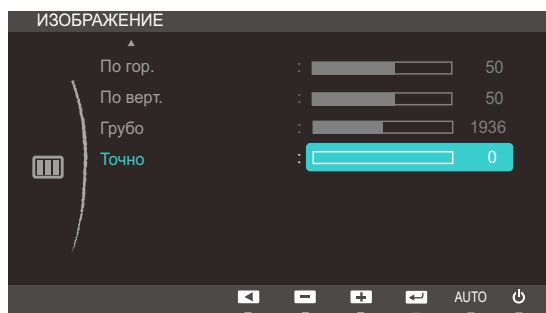 ИЗОБРАЖЕНИЕ
По гор. : 50
По верт. : 50
Грубо : 1936
Точно : 0
AUTO